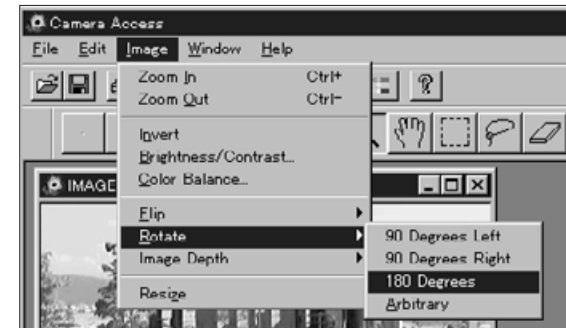 Camera Access
File Edit Image Window Help
Zoom In Ctrl+
Zoom Out Ctrl-
Invert
Brightness/Contrast...
Color Balance...
IMAGE
Flip
Rotate
Image Depth
Resize
90 Degrees Left
90 Degrees Right
180 Degrees
Arbitrary